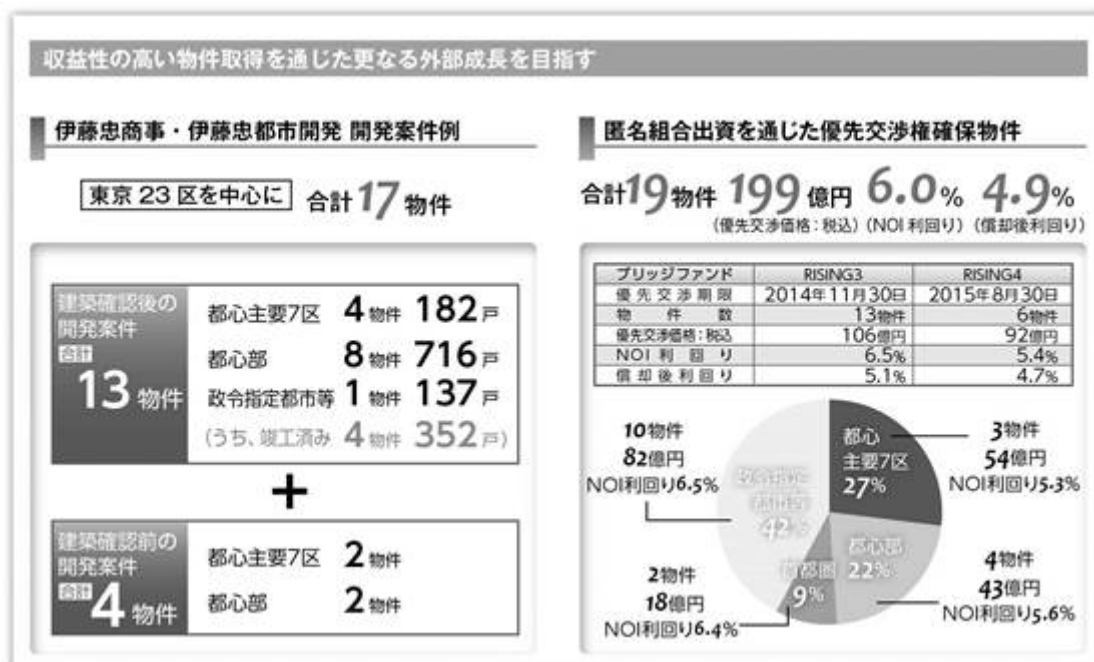 収益性の高い物件取得を通じた更なる外部成長を目指す
伊藤忠商事・伊藤忠都市開発 開発案件例
東京23区を中心に 合計17物件
建築確認後の
開発案件
合計
13物件
都心主要7区 4物件 182戸
都心部 8物件 716戸
政令指定都市等 1物件 137戸
(うち、竣工済み 4物件 352戸)
+
建築確認前の
開発案件
合計
4物件
都心主要7区 2物件
都心部 2物件
匿名組合出資を通じた優先交渉権確保物件
合計19物件 199億円 6.0% 4.9%
(優先交渉価格:税込)(NOI利回り)(償却後利回り)
ブリッジファンド RISING3 RISING4
優先交渉期限 2014年11月30日 2015年8月30日
物件数 13物件 6物件
優先交渉価格:税込 106億円 92億円
NOI利回り 6.5% 5.4%
償却後利回り 5.1% 4.7%
10物件
82億円
NOI利回り6.5%
政令指定
都市等
42%
都心
主要7区
27%
3物件
54億円
NOI利回り5.3%
2物件
18億円
NOI利回り6.4%
首都圏
9%
都心部
22%
4物件
43億円
NOI利回り5.6%